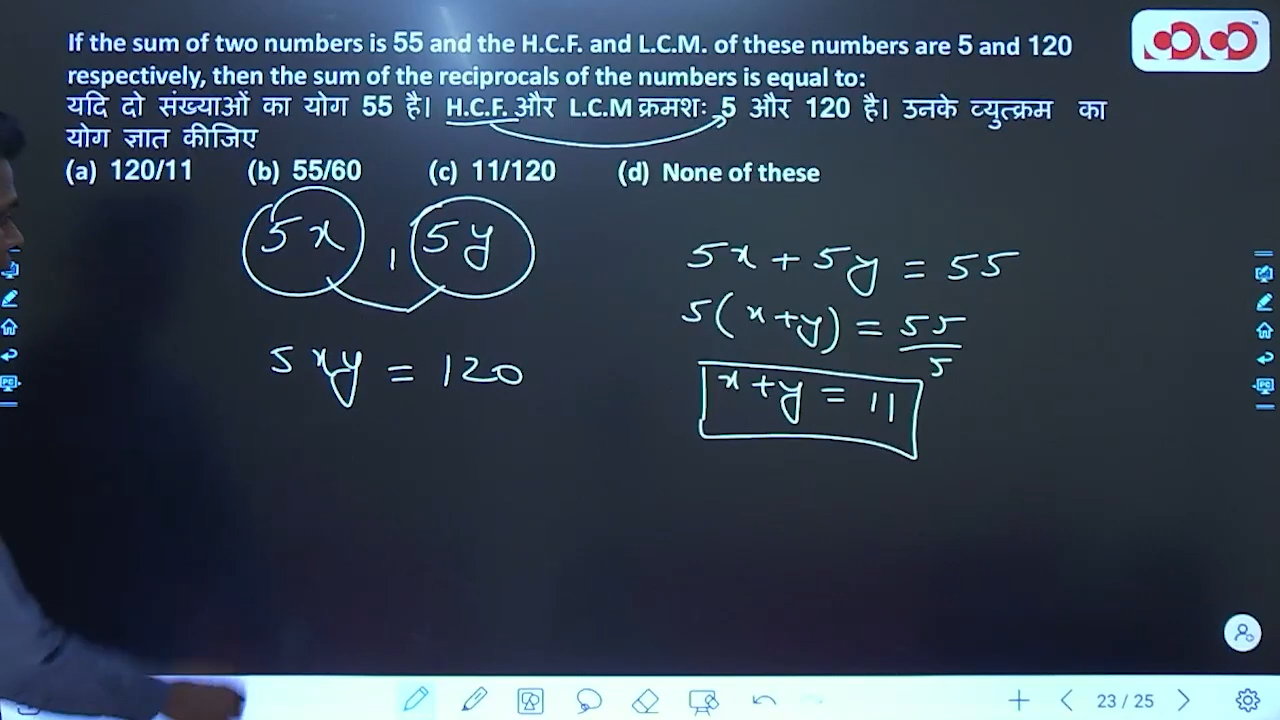 If the sum of two numbers is 55 and the H.C.F. and L.C.M. of these numbers are 5 and 120
respectively, then the sum of the reciprocals of the numbers is equal to:
यदि दो संख्याओं का योग 55 है। H.C.F. और L.C.M क्रमशः 5 और 120 है। उनके व्युत्क्रम का
योग ज्ञात कीजिए
(a) 120/11 (b) 55/60 (c) 11/120 (d) None of these
5x , 5y
5xy = 120
5x + 5y = 55
5(x+y) = 55/5
x+y = 11
23 / 25